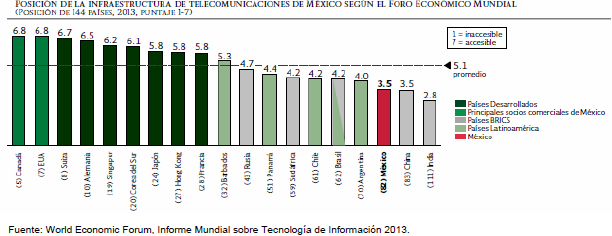 POSICIÓN DE LA INFRAESTRUCTURA DE TELECOMUNICACIONES DE MÉXICO SEGÚN EL FORO ECONÓMICO MUNDIAL
(POSICIÓN DE 144 PAÍSES, 2013, PUNTAJE 1-7)
1 = inaccesible
7 = accesible
6.8
6.8
6.7
6.5
6.2
6.1
5.8
5.8
5.8
5.3
4.7
4.4
4.2
4.2
4.2
4.0
3.5
3.5
2.8
5.1
promedio
Países Desarrollados
Principales socios comerciales de México
Países BRICS
Países Latinoamérica
México
(5) Canadá
(7) EUA
(1) Suiza
(10) Alemania
(19) Singapur
(20) Corea del Sur
(24) Japón
(27) Hong Kong
(28) Francia
(32) Barbados
(43) Rusia
(51) Panamá
(59) Sudáfrica
(61) Chile
(62) Brasil
(70) Argentina
(82) México
(83) China
(111) India
Fuente: World Economic Forum, Informe Mundial sobre Tecnología de Información 2013.